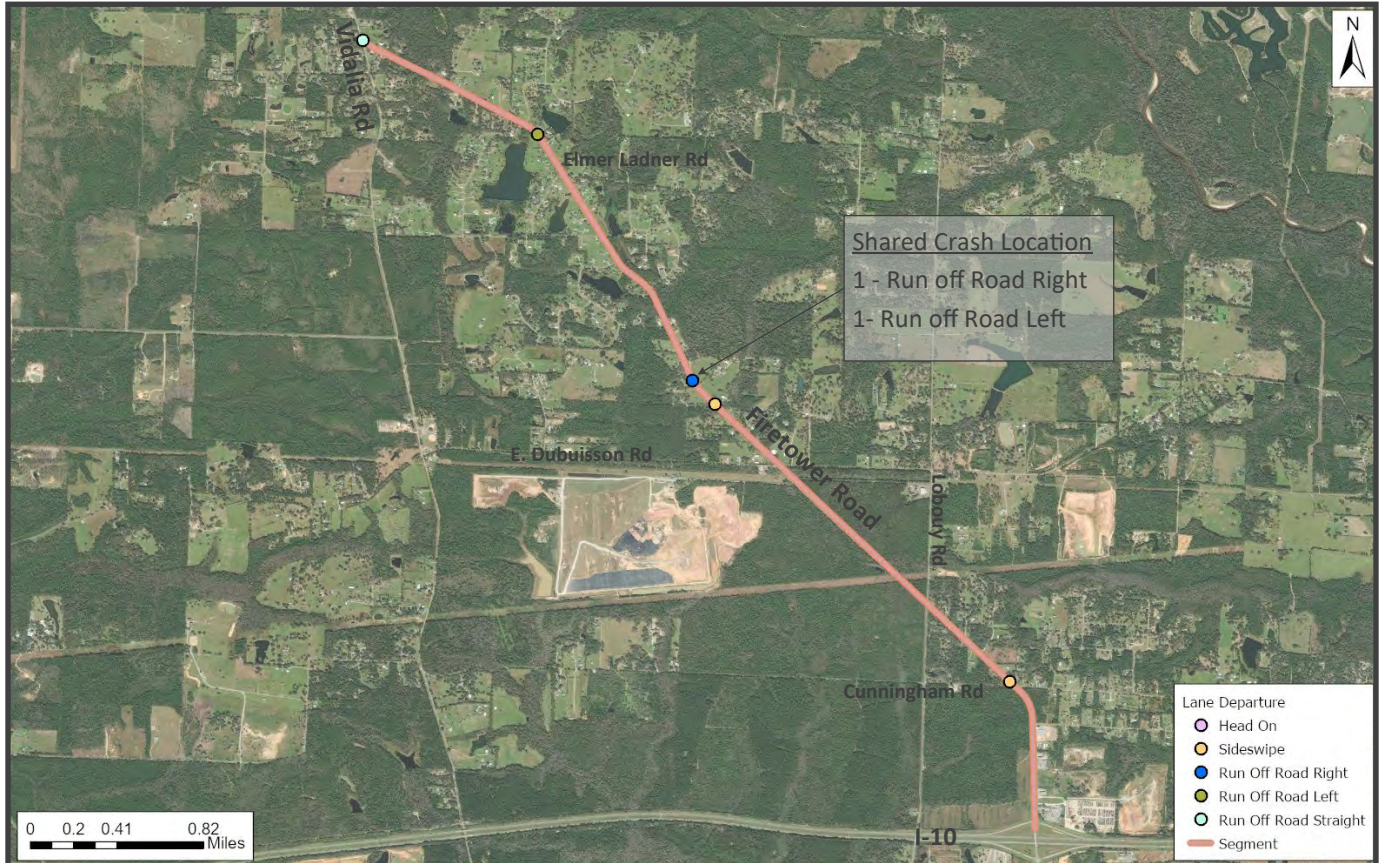 N
Vidalia Rd
Elmer Ladner Rd
Shared Crash Location
1 - Run off Road Right
1- Run off Road Left
Firetower Road
E. Dubuisson Rd
Lobouy Rd
Cunningham Rd
I-10
Lane Departure
Head On
Sideswipe
Run Off Road Right
Run Off Road Left
Run Off Road Straight
Segment
0 0.2 0.41 0.82
Miles